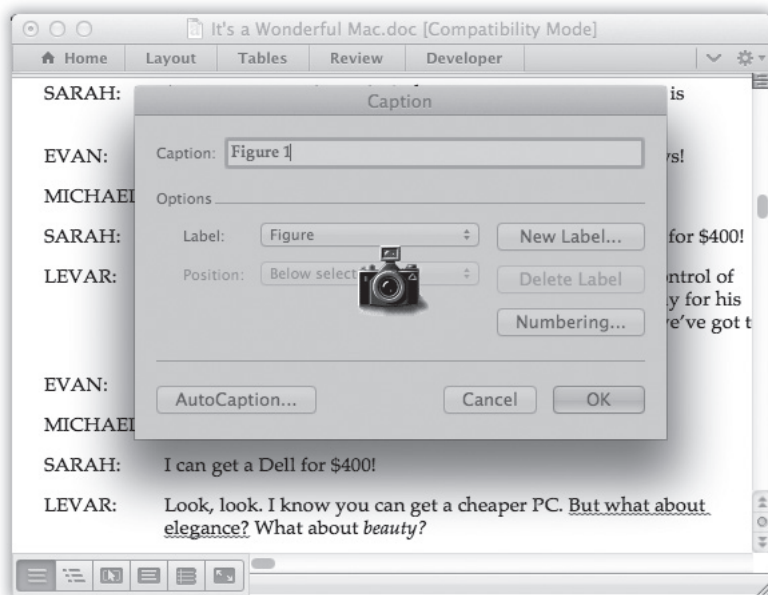 It's a Wonderful Mac.doc [Compatibility Mode]
Home Layout Tables Review Developer
SARAH: is
Caption
Caption: Figure 1
EVAN: ys!
Options
MICHAEL
Label: Figure New Label...
SARAH: for $400!
Position: Below select Delete Label
LEVAR: ntrol of
y for his
Numbering... e've got t
EVAN:
AutoCaption... Cancel OK
MICHAEL
SARAH: I can get a Dell for $400!
LEVAR: Look, look. I know you can get a cheaper PC. But what about
elegance? What about beauty?